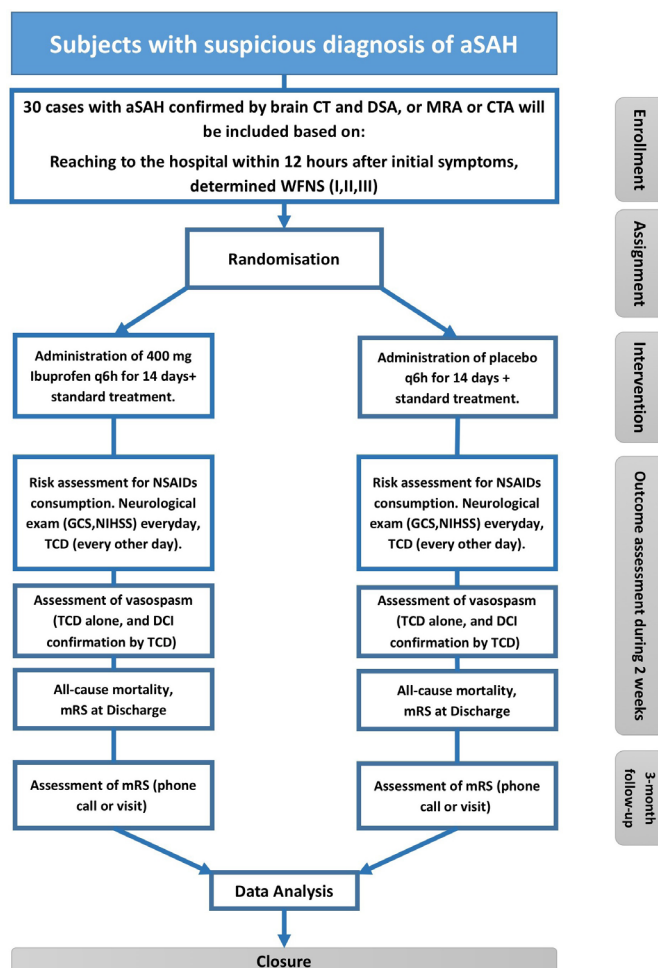 Subjects with suspicious diagnosis of aSAH
30 cases with aSAH confirmed by brain CT and DSA, or MRA or CTA will
be included based on:
Reaching to the hospital within 12 hours after initial symptoms,
determined WFNS (I,II,III)
Enrollment
Randomisation
Assignment
Administration of 400 mg
Ibuprofen q6h for 14 days+
standard treatment.
Administration of placebo
q6h for 14 days +
standard treatment.
Intervention
Risk assessment for NSAIDs
consumption. Neurological
exam (GCS,NIHSS) everyday,
TCD (every other day).
Risk assessment for NSAIDs
consumption. Neurological
exam (GCS,NIHSS) everyday,
TCD (every other day).
Assessment of vasospasm
(TCD alone, and DCI
confirmation by TCD)
Assessment of vasospasm
(TCD alone, and DCI
confirmation by TCD)
All-cause mortality,
mRS at Discharge
All-cause mortality,
mRS at Discharge
Outcome assessment during 2 weeks
Assessment of mRS (phone
call or visit)
Assessment of mRS (phone
call or visit)
3-month
follow-up
Data Analysis
Closure